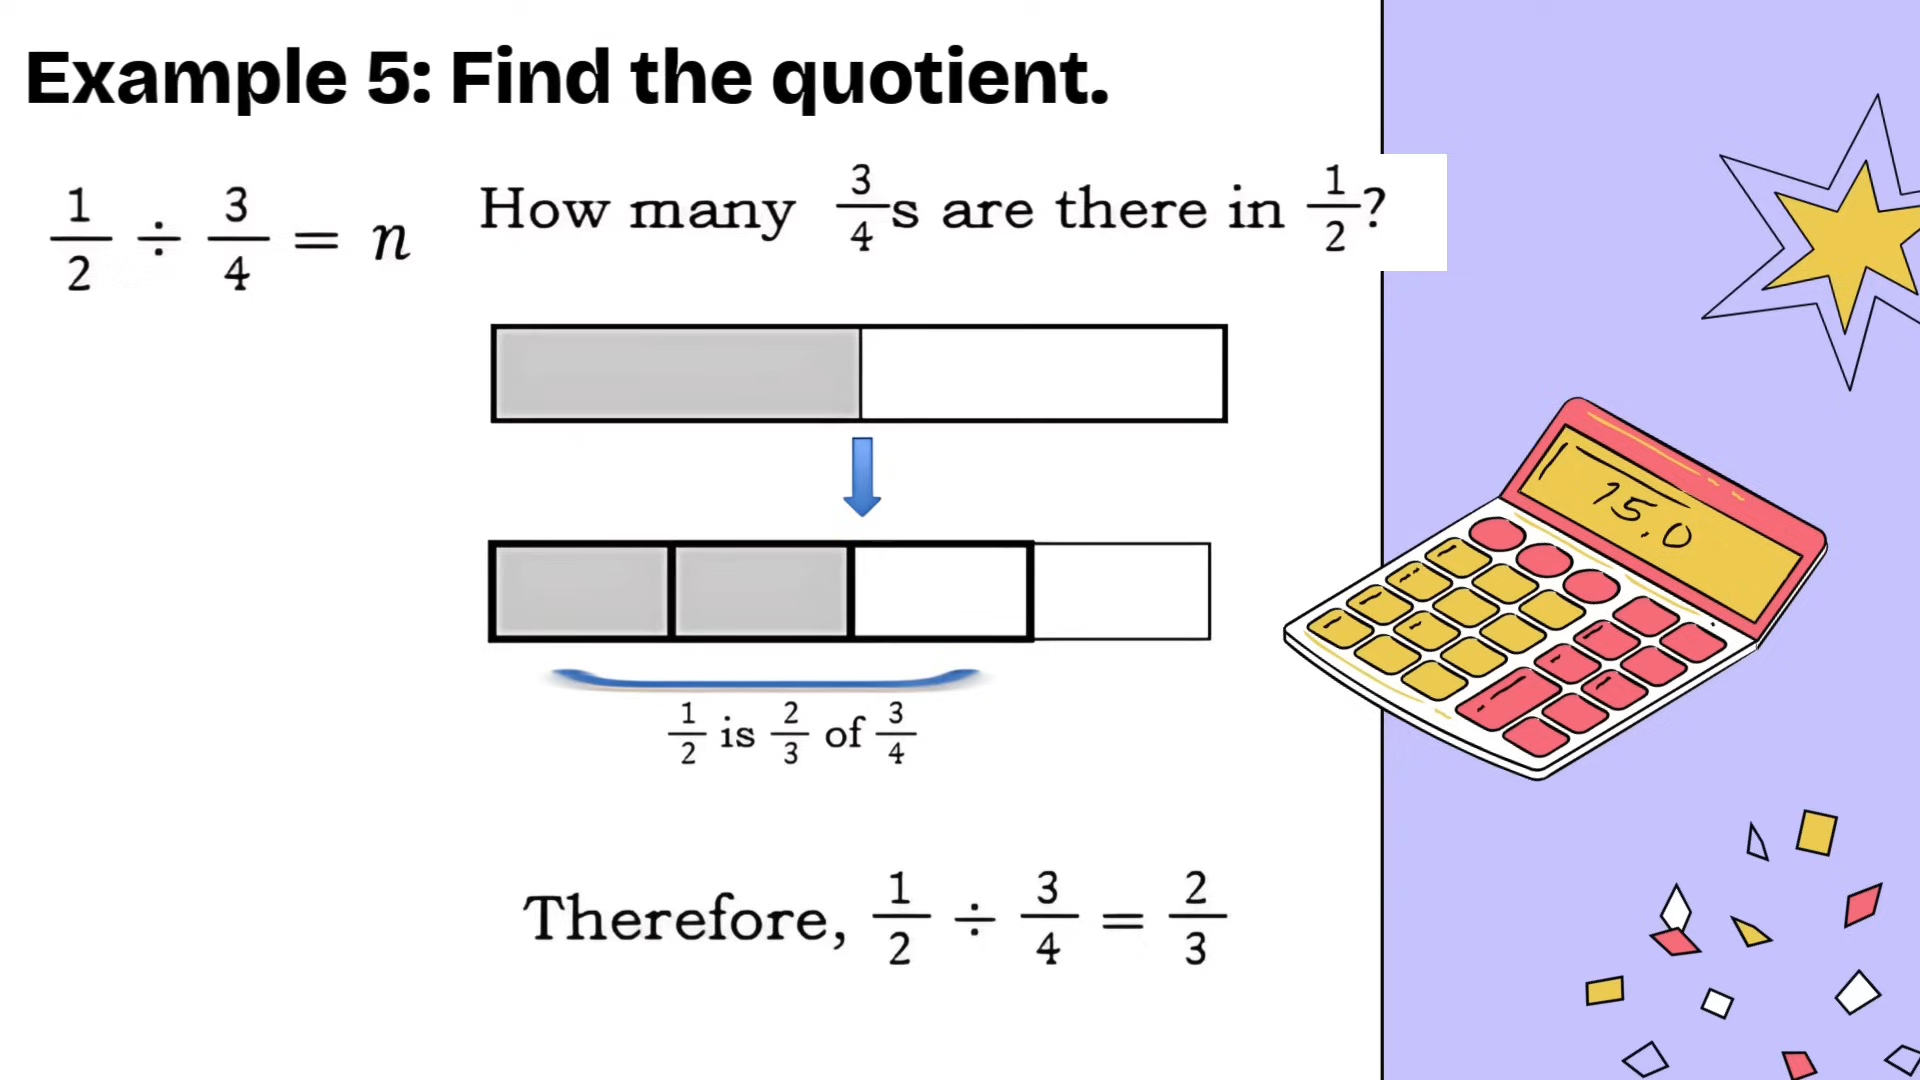 Example 5: Find the quotient.
1/2 ÷ 3/4 = n
How many 3/4s are there in 1/2?
15,0
1/2 is 2/3 of 3/4
Therefore, 1/2 ÷ 3/4 = 2/3